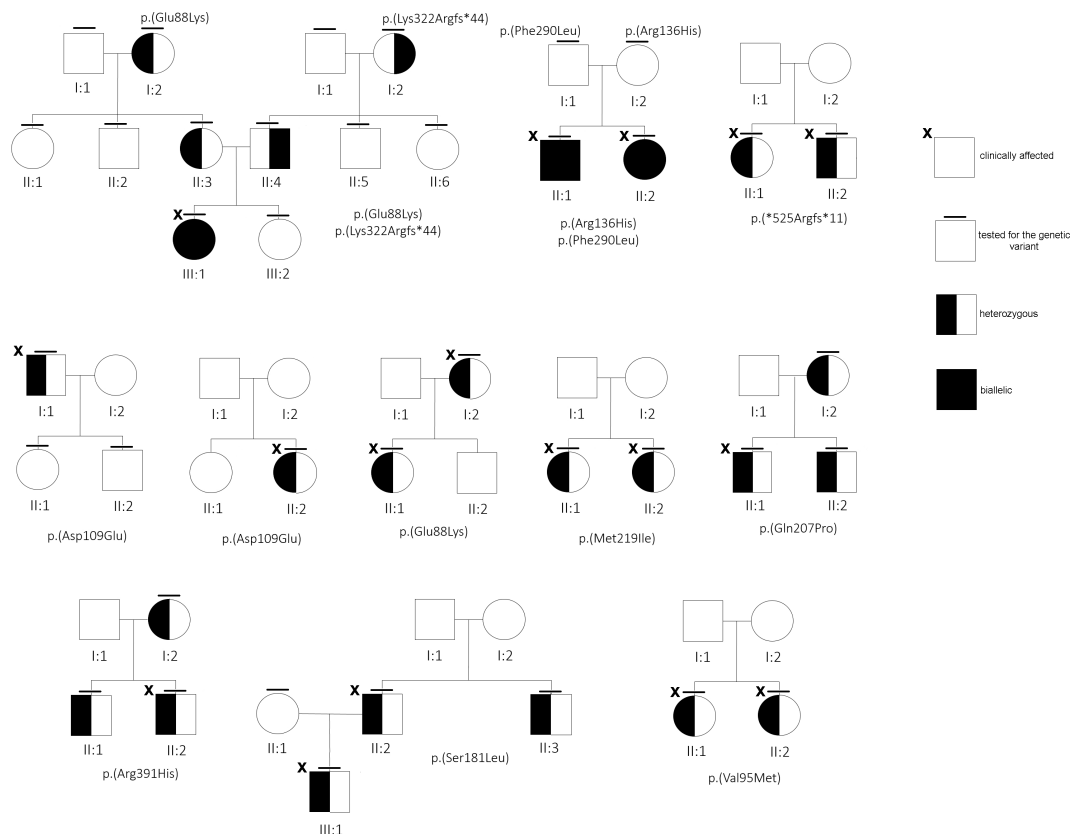 p.(Glu88Lys)
p.(Lys322Argfs*44)
p.(Phe290Leu)
p.(Arg136His)
I:1
I:2
I:1
I:2
I:1
I:2
I:1
I:2
x
x
x
x
x
clinically affected
II:1
II:2
II:3
II:4
II:5
II:6
II:1
II:2
II:1
II:2
p.(Glu88Lys)
p.(Lys322Argfs*44)
p.(Arg136His)
p.(Phe290Leu)
p.(*525Argfs*11)
x
III:1
III:2
tested for the genetic
variant
heterozygous
biallelic
x
x
I:1
I:2
I:1
I:2
I:1
I:2
I:1
I:2
I:1
I:2
x
x
x
x
x
II:1
II:2
II:1
II:2
II:1
II:2
II:1
II:2
II:1
II:2
p.(Asp109Glu)
p.(Asp109Glu)
p.(Glu88Lys)
p.(Met219Ile)
p.(Gln207Pro)
I:1
I:2
I:1
I:2
I:1
I:2
x
x
x
x
II:1
II:2
II:1
II:2
II:3
II:1
II:2
p.(Arg391His)
p.(Ser181Leu)
p.(Val95Met)
x
III:1